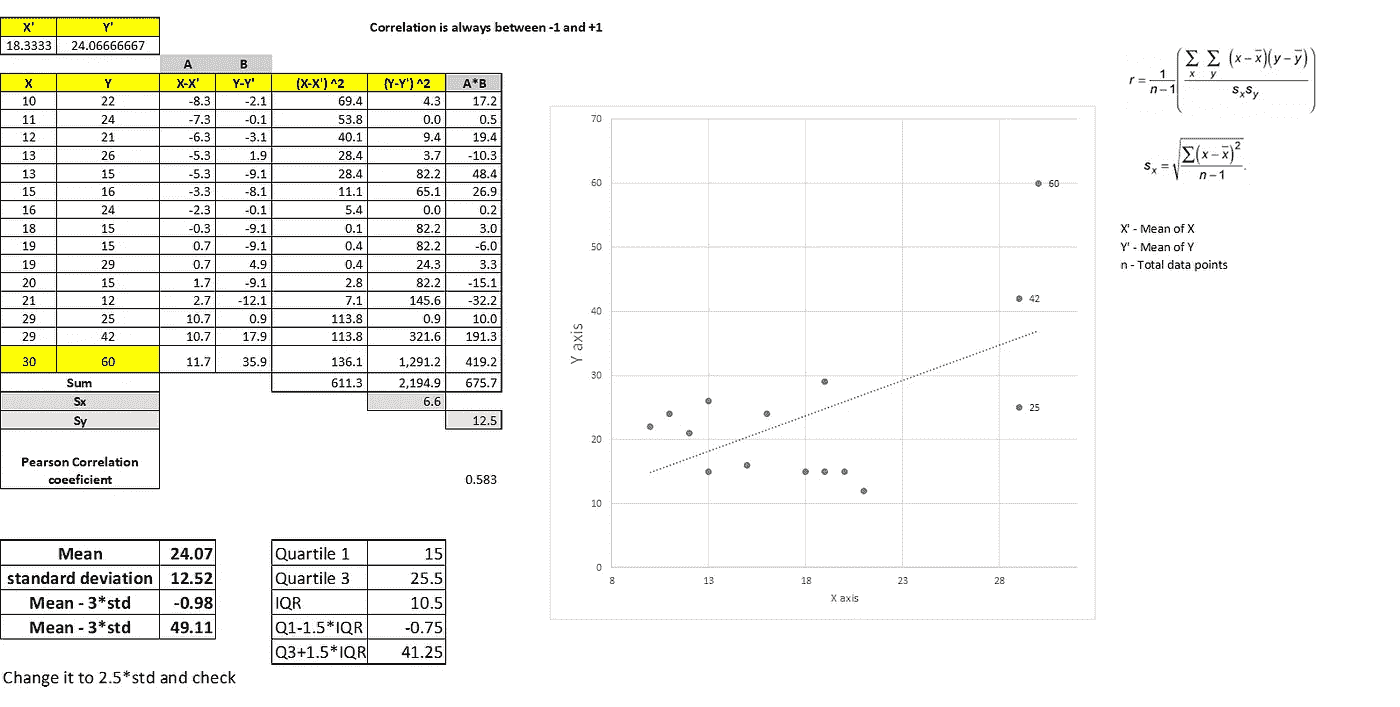 X' Y'
18.3333 24.06666667
Correlation is always between -1 and +1
A B
X Y X-X' Y-Y' (X-X') ^2 (Y-Y') ^2 A*B
10 22 -8.3 -2.1 69.4 4.3 17.2
11 24 -7.3 -0.1 53.8 0.0 0.5
12 21 -6.3 -3.1 40.1 9.4 19.4
13 26 -5.3 1.9 28.4 3.7 -10.3
13 15 -5.3 -9.1 28.4 82.2 48.4
15 16 -3.3 -8.1 11.1 65.1 26.9
16 24 -2.3 -0.1 5.4 0.0 0.2
18 15 -0.3 -9.1 0.1 82.2 3.0
19 15 0.7 -9.1 0.4 82.2 -6.0
19 29 0.7 4.9 0.4 24.3 3.3
20 15 1.7 -9.1 2.8 82.2 -15.1
21 12 2.7 -12.1 7.1 145.6 -32.2
29 25 10.7 0.9 113.8 0.9 10.0
29 42 10.7 17.9 113.8 321.6 191.3
30 60 11.7 35.9 136.1 1,291.2 419.2
Sum 611.3 2,194.9 675.7
Sx 6.6
Sy 12.5
Pearson Correlation
coeeficient 0.583
Mean 24.07
standard deviation 12.52
Mean - 3*std -0.98
Mean - 3*std 49.11
Change it to 2.5*std and check
Quartile 1 15
Quartile 3 25.5
IQR 10.5
Q1-1.5*IQR -0.75
Q3+1.5*IQR 41.25
70
60
50
40
30
20
10
0
Y axis
60
42
25
8 13 18 23 28
X axis
r = 1/(n-1) ( Σx Σy (x-x̅)(y-y̅) / sxsy )
sx = √( Σ(x-x̅)² / (n-1) ).
X' - Mean of X
Y' - Mean of Y
n - Total data points